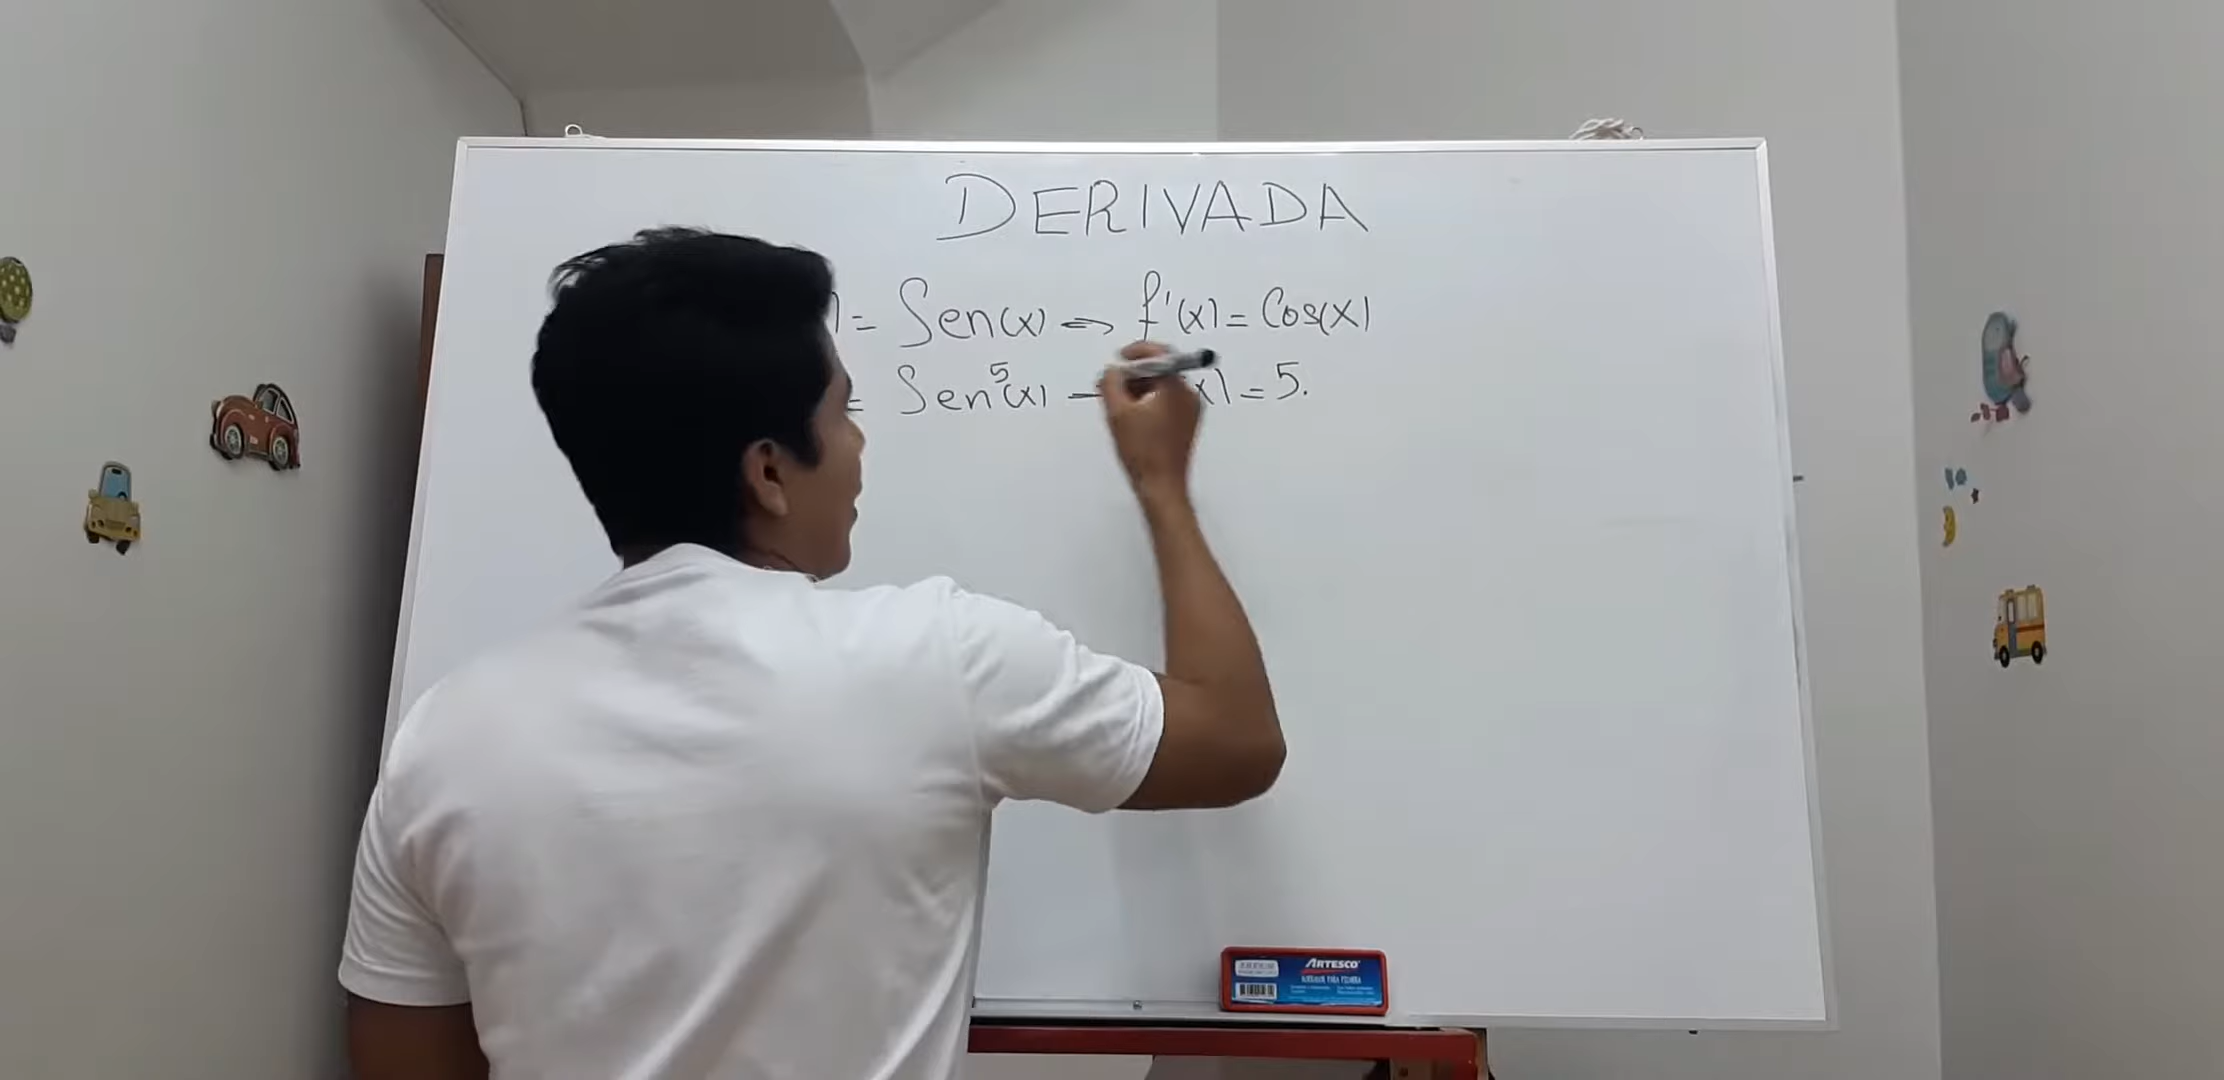 DERIVADA
) = Sen(x) → f'(x) = Cos(x)
= Sen⁵(x) → (x) = 5.
ARTESCO